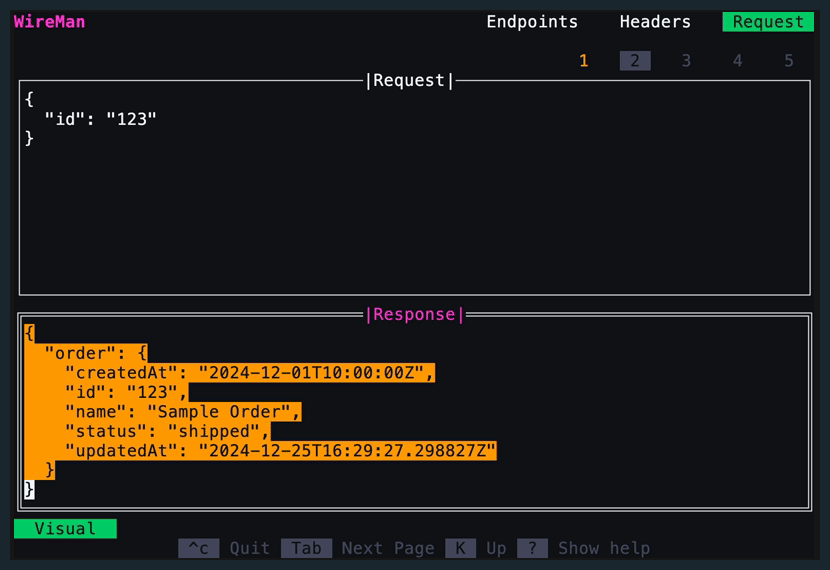 WireMan Endpoints Headers Request
1 2 3 4 5
|Request|
{
  "id": "123"
}
|Response|
{
  "order": {
    "createdAt": "2024-12-01T10:00:00Z",
    "id": "123",
    "name": "Sample Order",
    "status": "shipped",
    "updatedAt": "2024-12-25T16:29:27.298827Z"
  }
}
Visual
^c Quit Tab Next Page K Up ? Show help